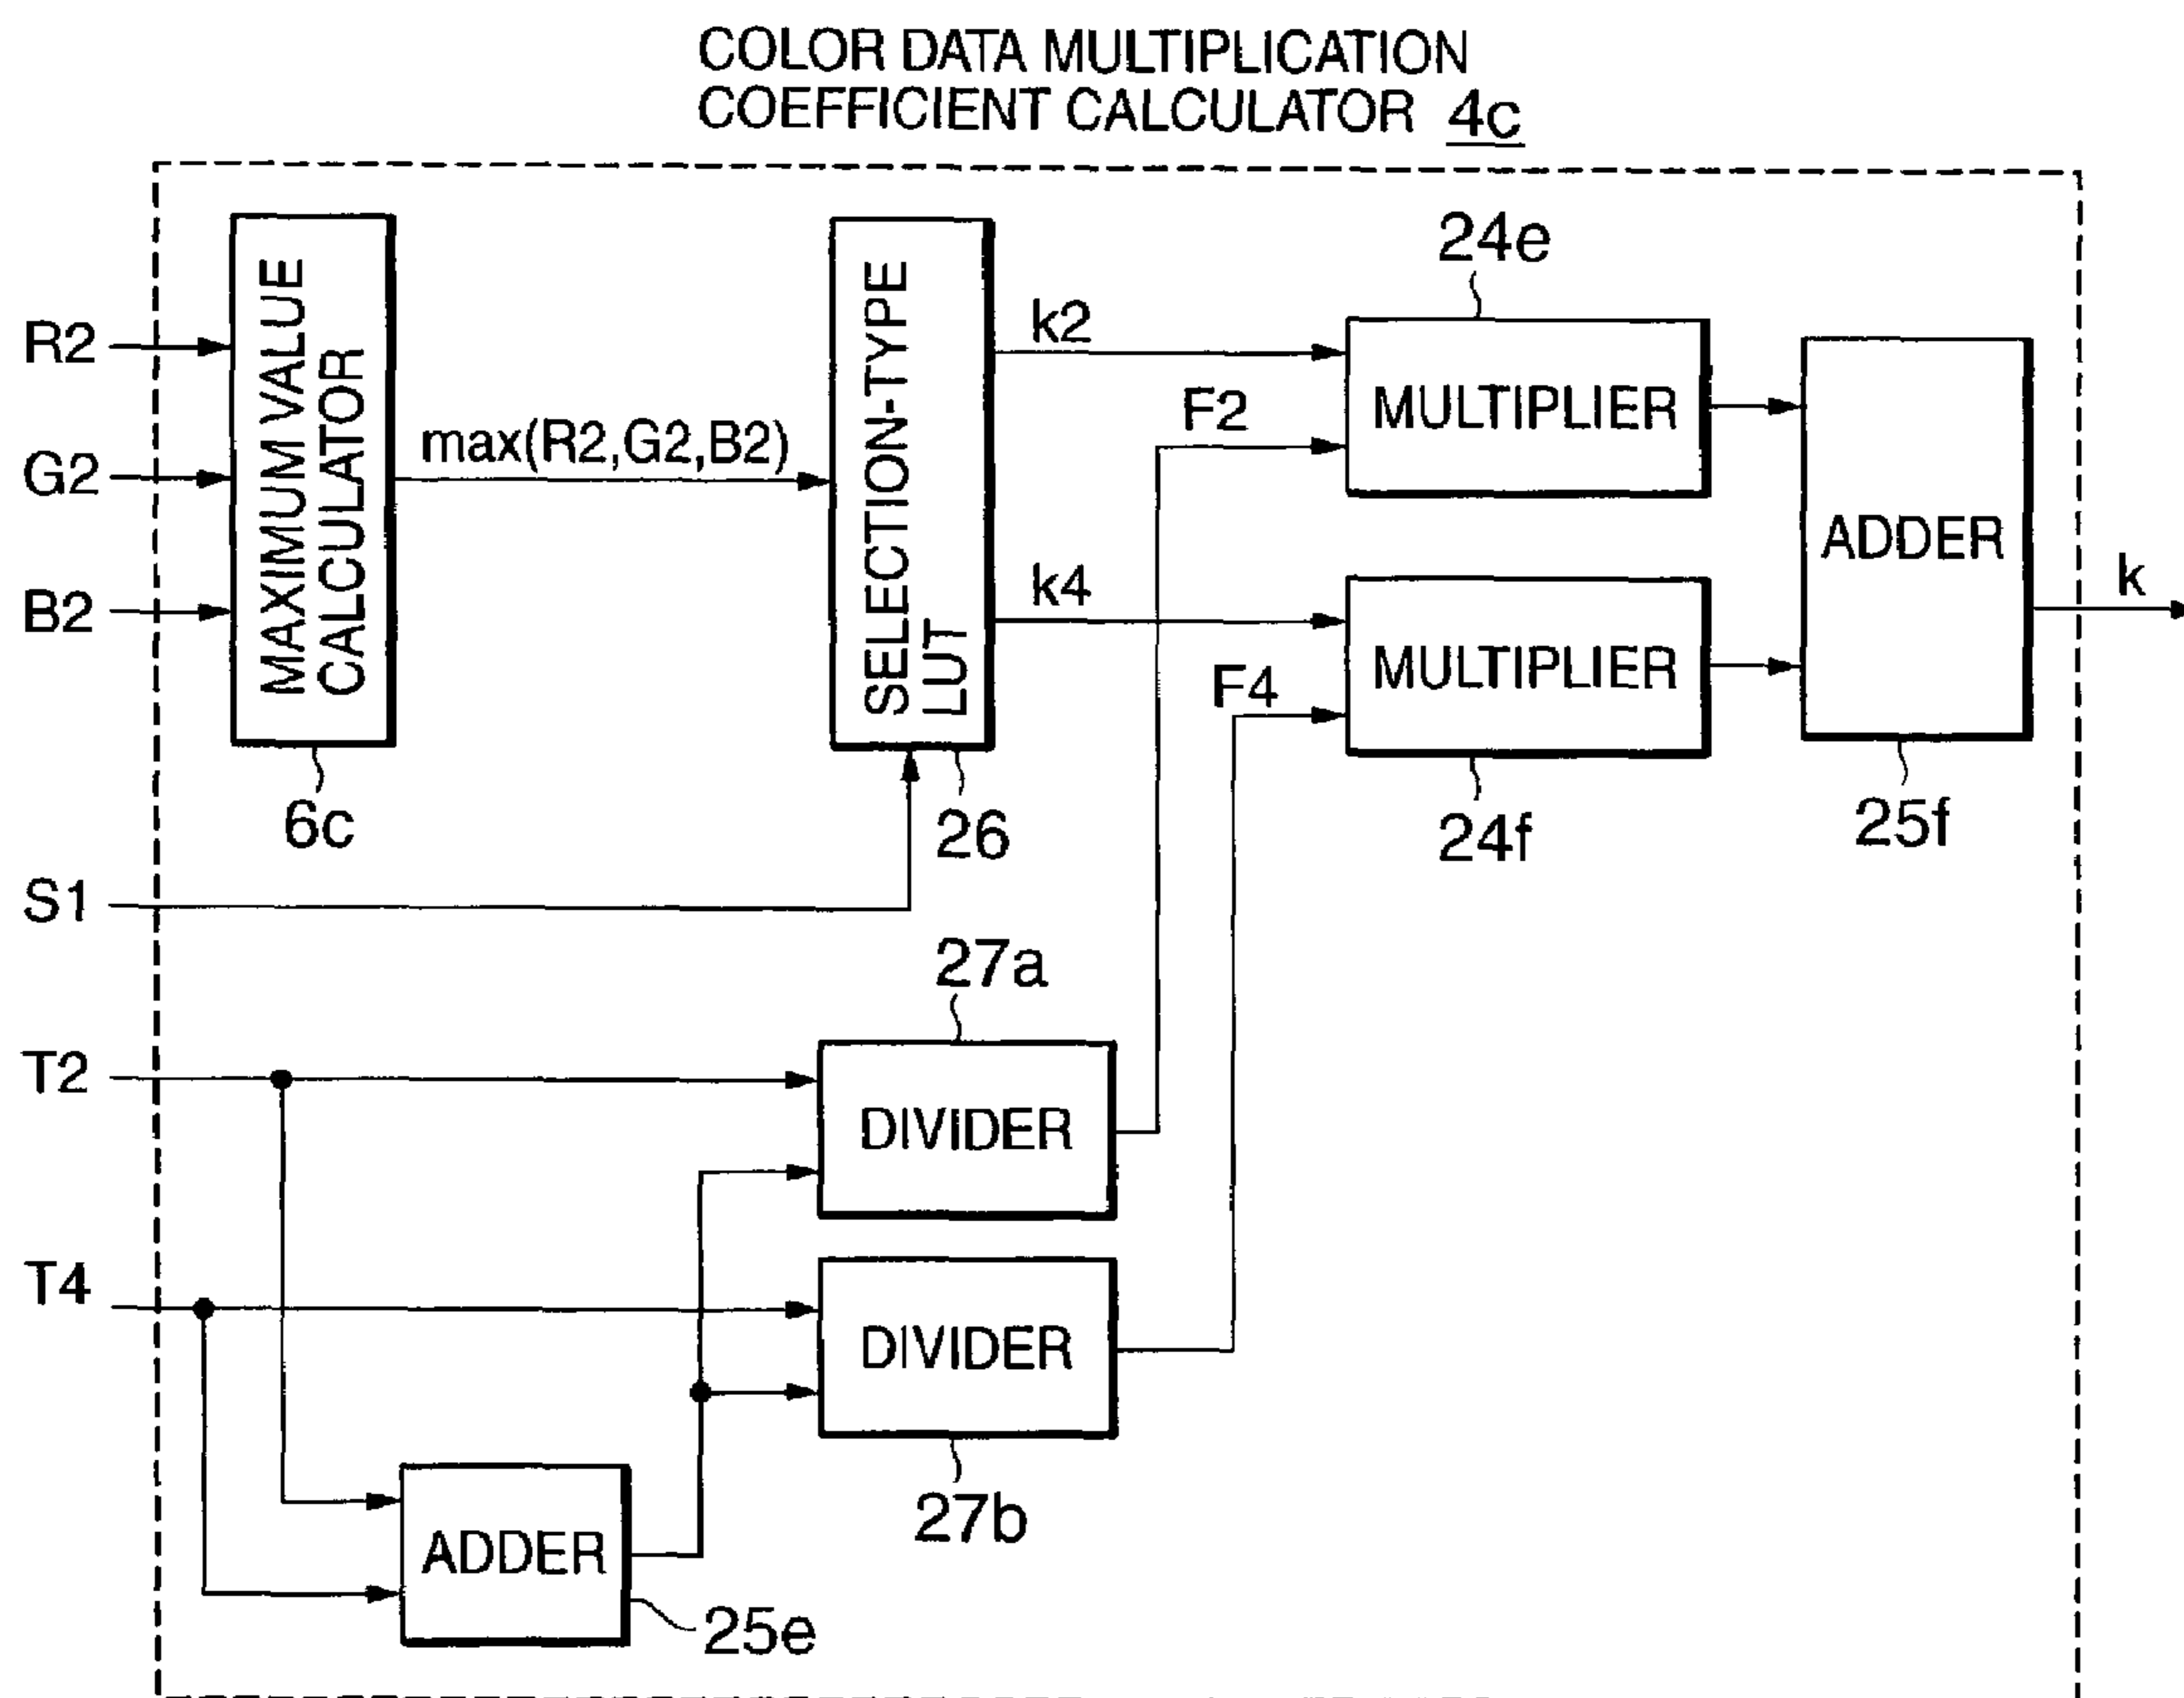 COLOR DATA MULTIPLICATION
COEFFICIENT CALCULATOR 4c
R2
G2
B2
MAXIMUM VALUE
CALCULATOR
6c
max(R2,G2,B2)
SELECTION-TYPE
LUT
26
k2
k4
F2
F4
24e
MULTIPLIER
MULTIPLIER
24f
ADDER
25f
k
S1
T2
T4
27a
DIVIDER
DIVIDER
27b
ADDER
25e